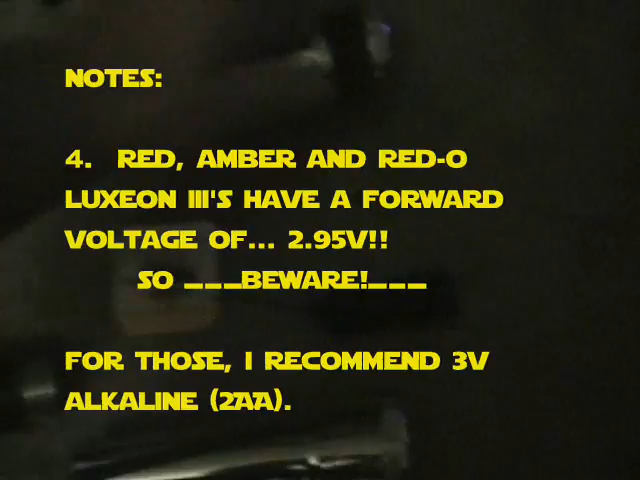 NOTES:
4. RED, AMBER AND RED-O
LUXEON III'S HAVE A FORWARD
VOLTAGE OF... 2.95V!!
SO ___BEWARE!___
FOR THOSE, I RECOMMEND 3V
ALKALINE (2AA).